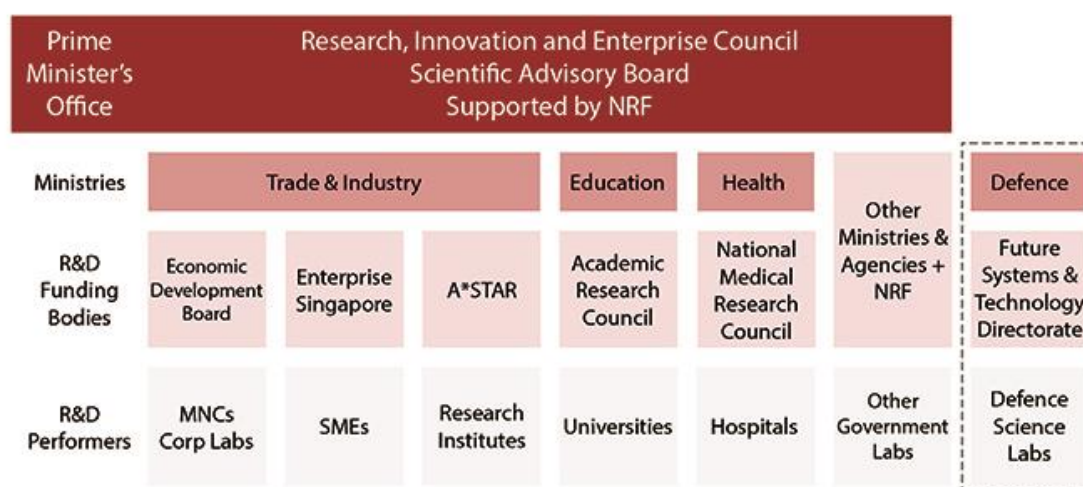 Prime
Minister's
Office
Research, Innovation and Enterprise Council
Scientific Advisory Board
Supported by NRF
Ministries
Trade & Industry
Education
Health
Other
Ministries &
Agencies +
NRF
Defence
R&D
Funding
Bodies
Economic
Development
Board
Enterprise
Singapore
A*STAR
Academic
Research
Council
National
Medical
Research
Council
Future
Systems &
Technology
Directorate
R&D
Performers
MNCs
Corp Labs
SMEs
Research
Institutes
Universities
Hospitals
Other
Government
Labs
Defence
Science
Labs